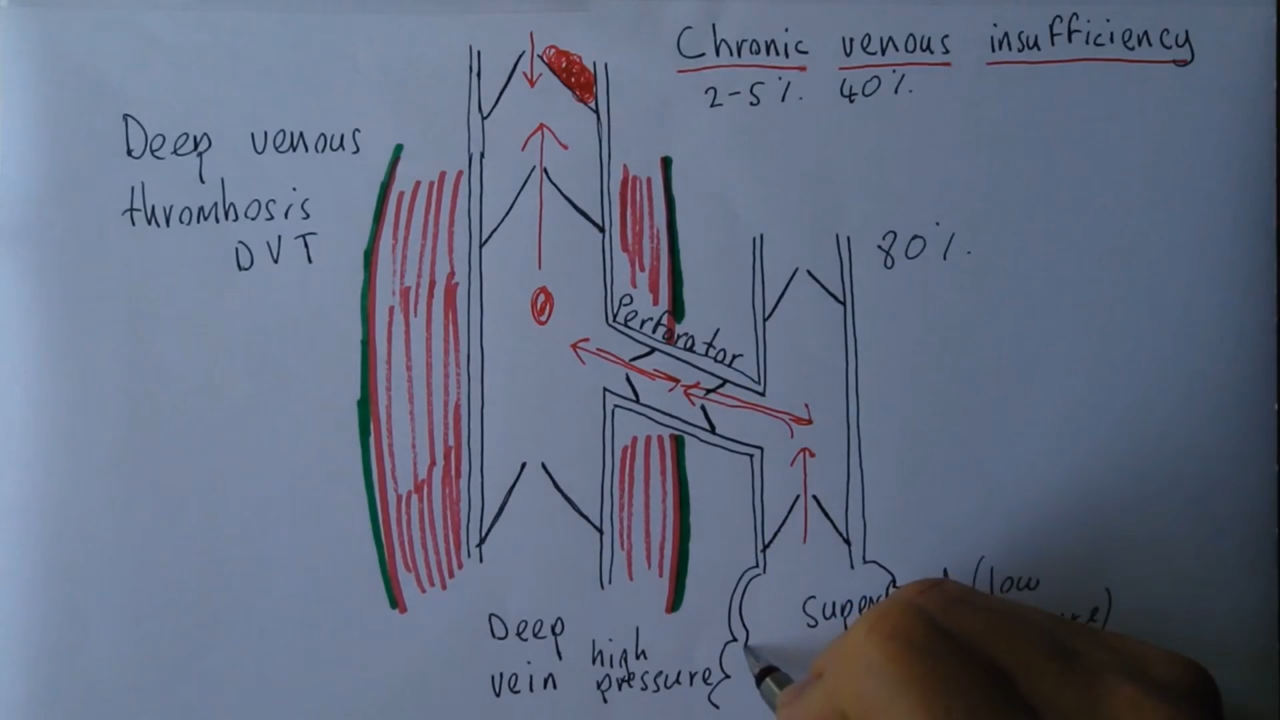 Chronic venous insufficiency
2-5%. 40%.
Deep venous
thrombosis
DVT
80%.
Perforator
(low
Deep
vein
high
pressure